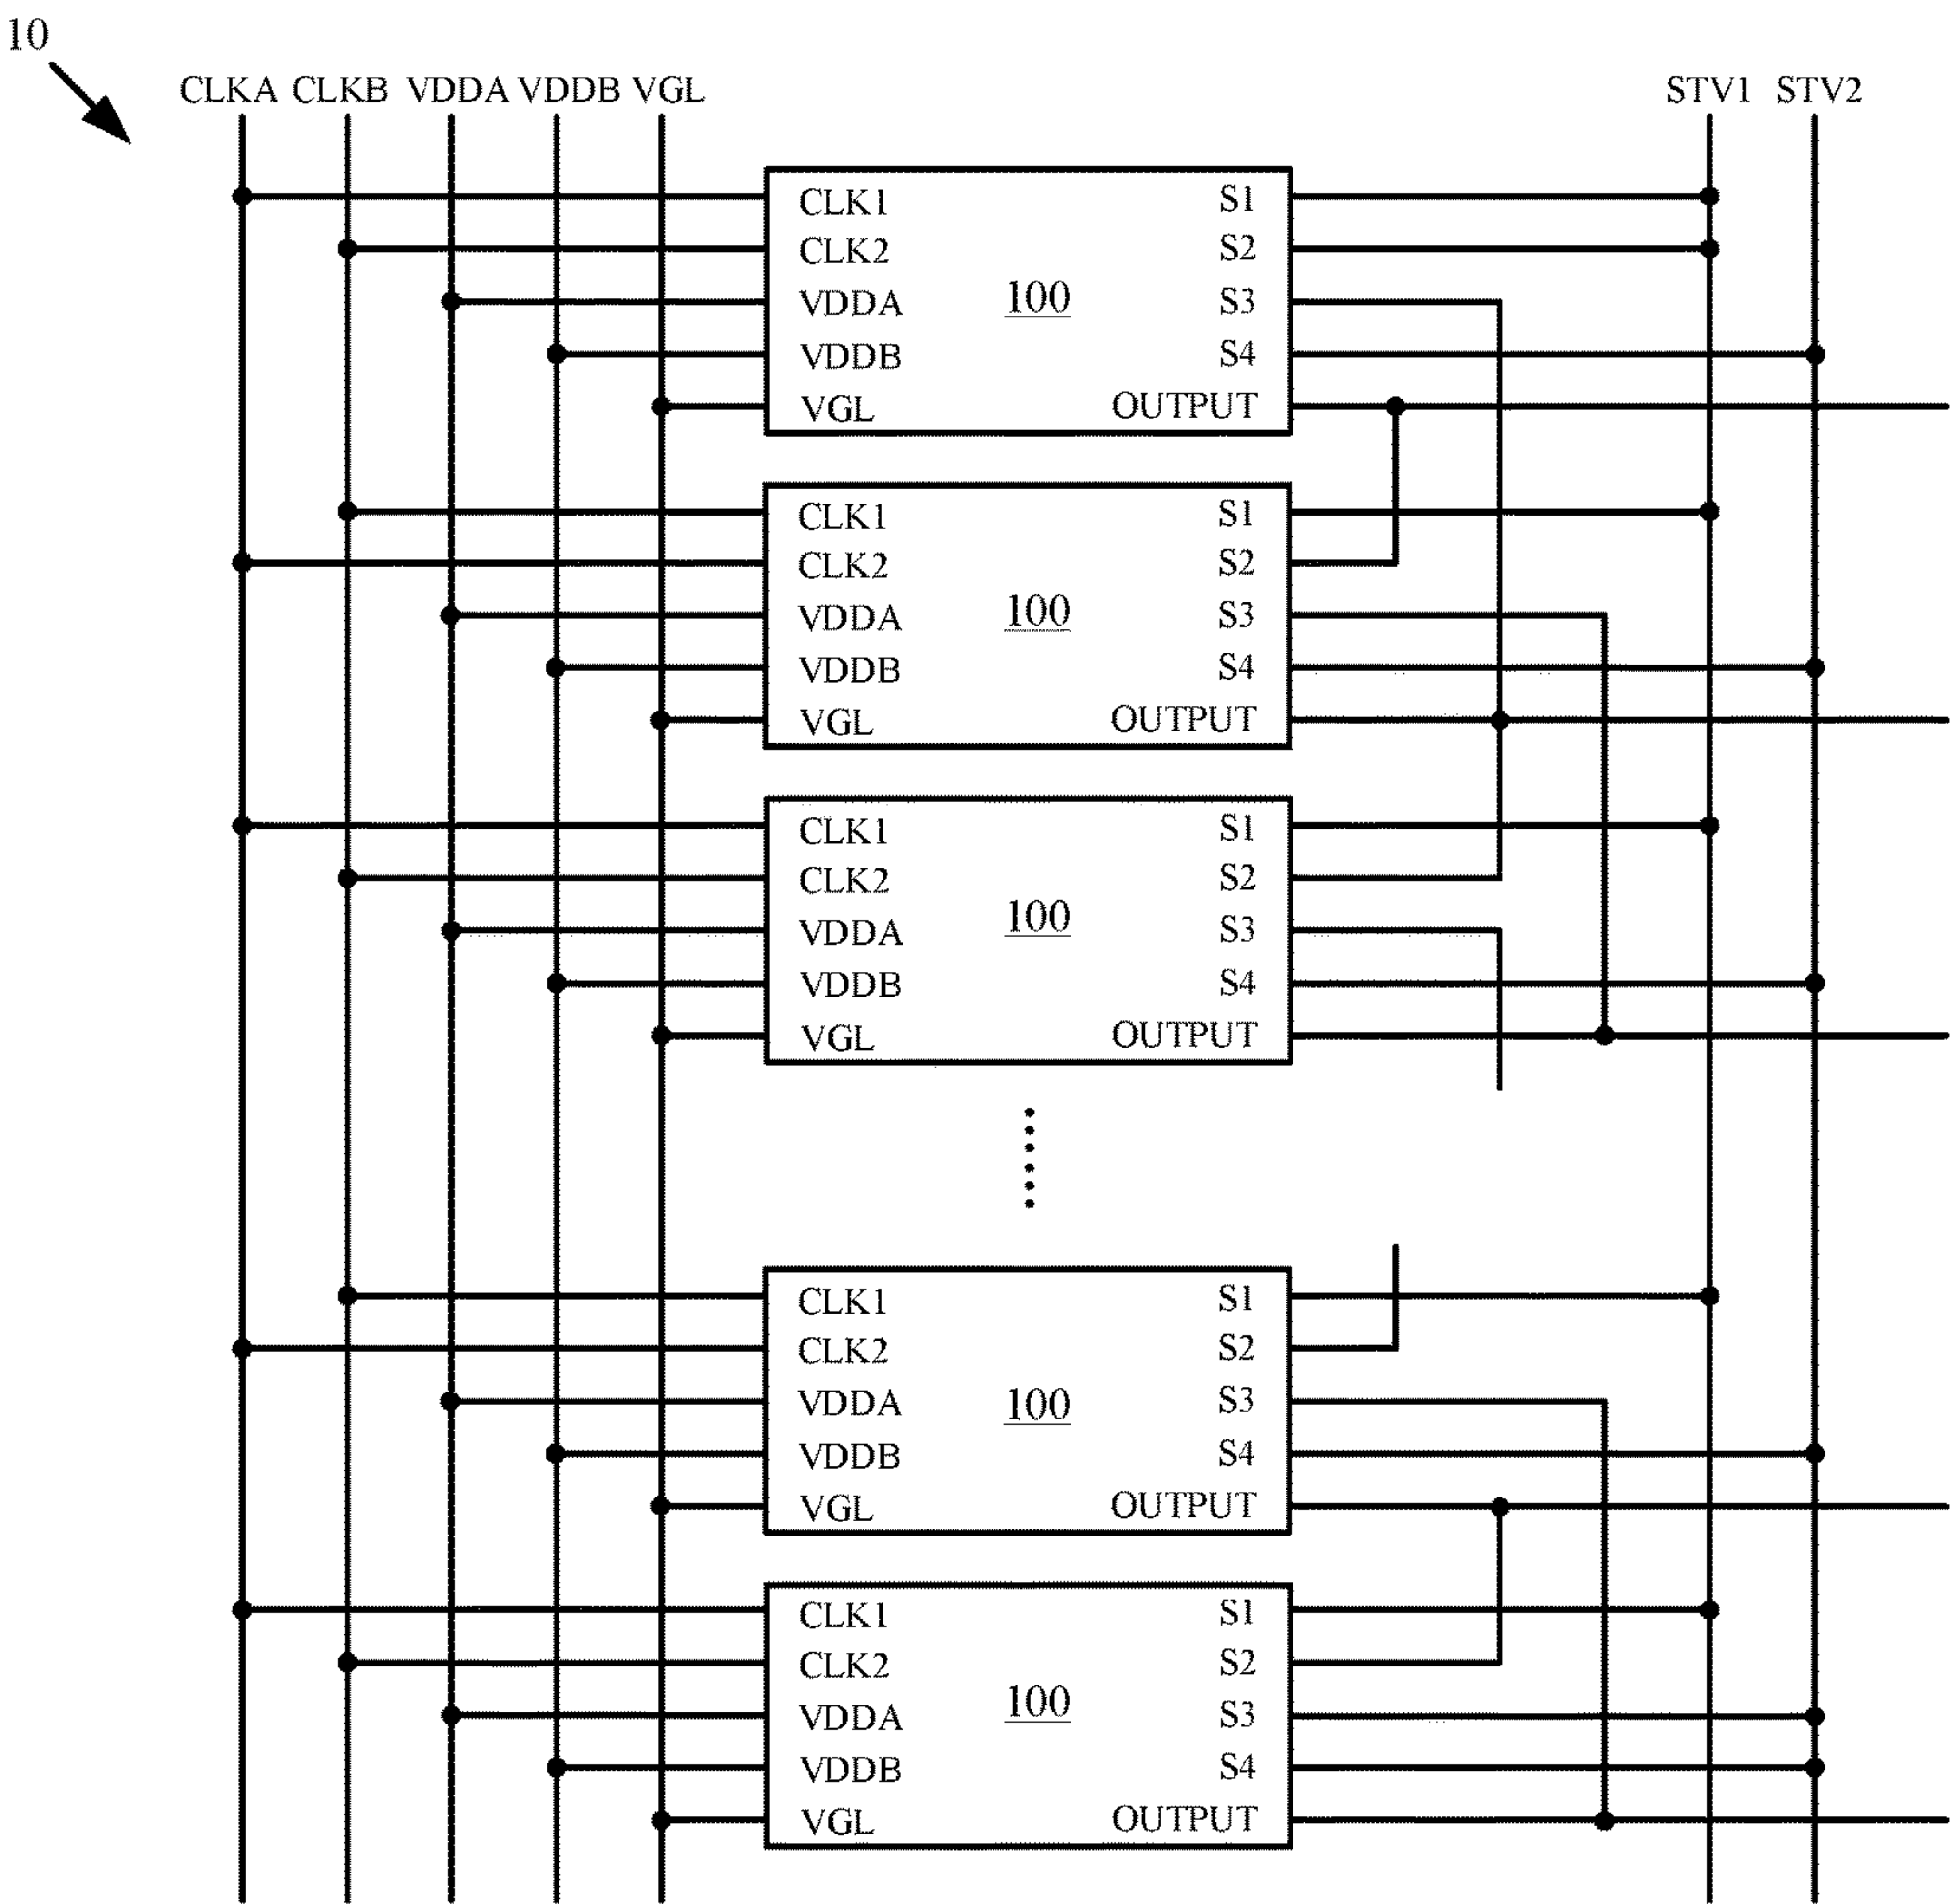 10
CLKA CLKB VDDA VDDB VGL STV1 STV2
CLK1 S1
CLK2 S2
VDDA 100 S3
VDDB S4
VGL OUTPUT
CLK1 S1
CLK2 S2
VDDA 100 S3
VDDB S4
VGL OUTPUT
CLK1 S1
CLK2 S2
VDDA 100 S3
VDDB S4
VGL OUTPUT
CLK1 S1
CLK2 S2
VDDA 100 S3
VDDB S4
VGL OUTPUT
CLK1 S1
CLK2 S2
VDDA 100 S3
VDDB S4
VGL OUTPUT